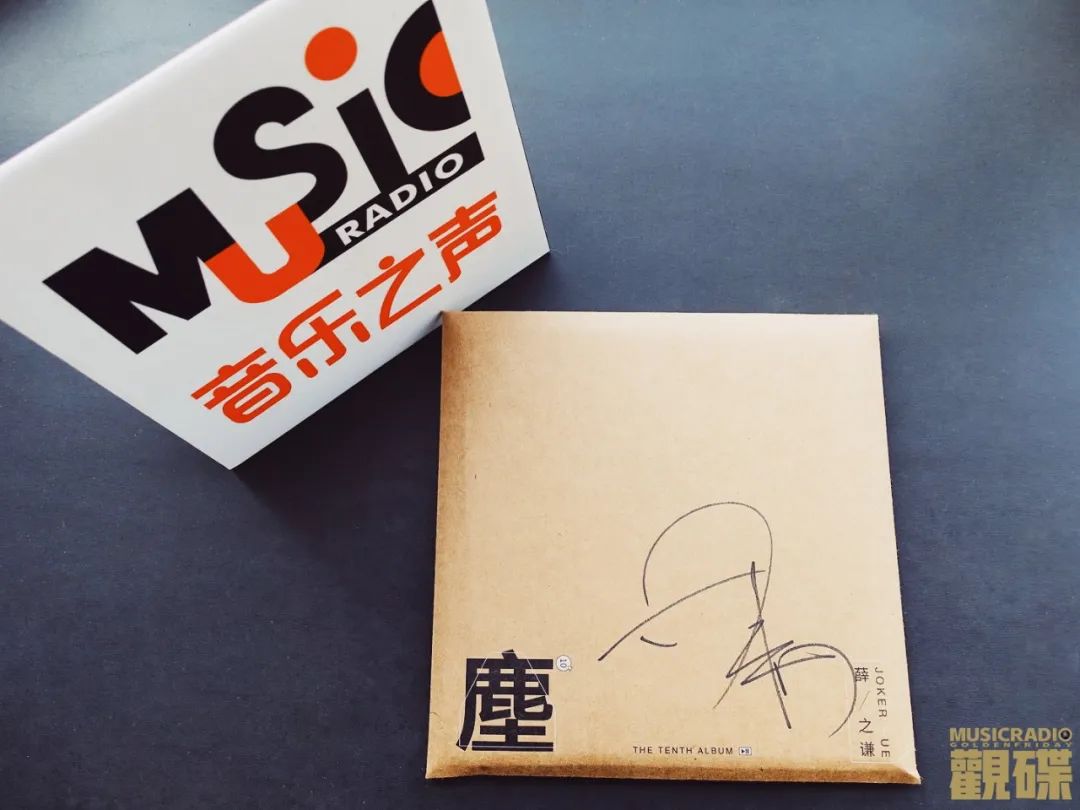 MUSIC
RADIO
音乐之声
塵
10
THE TENTH ALBUM
薛/之谦
JOKER XUE
MUSICRADIO
GOLDENFRIDAY
觀碟